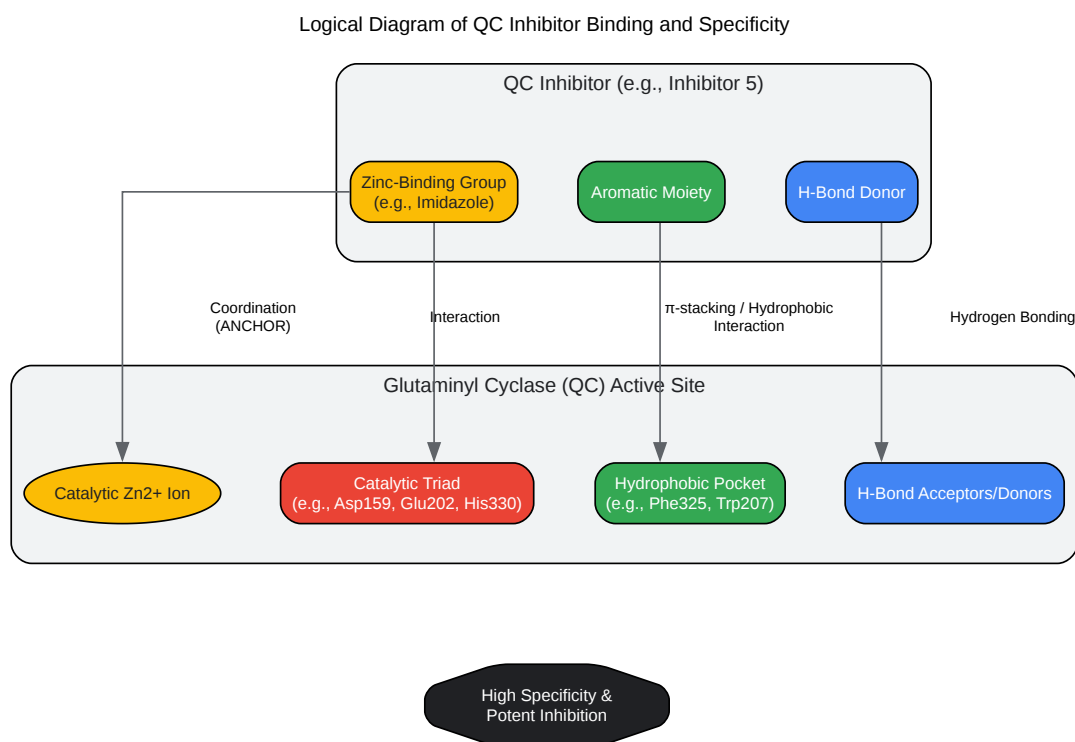 Logical Diagram of QC Inhibitor Binding and Specificity
QC Inhibitor (e.g., Inhibitor 5)
Zinc-Binding Group
(e.g., Imidazole)
Aromatic Moiety
H-Bond Donor
Coordination
(ANCHOR)
Interaction
π-stacking / Hydrophobic
Interaction
Hydrogen Bonding
Glutaminyl Cyclase (QC) Active Site
Catalytic Zn2+ Ion
Catalytic Triad
(e.g., Asp159, Glu202, His330)
Hydrophobic Pocket
(e.g., Phe325, Trp207)
H-Bond Acceptors/Donors
High Specificity &
Potent Inhibition